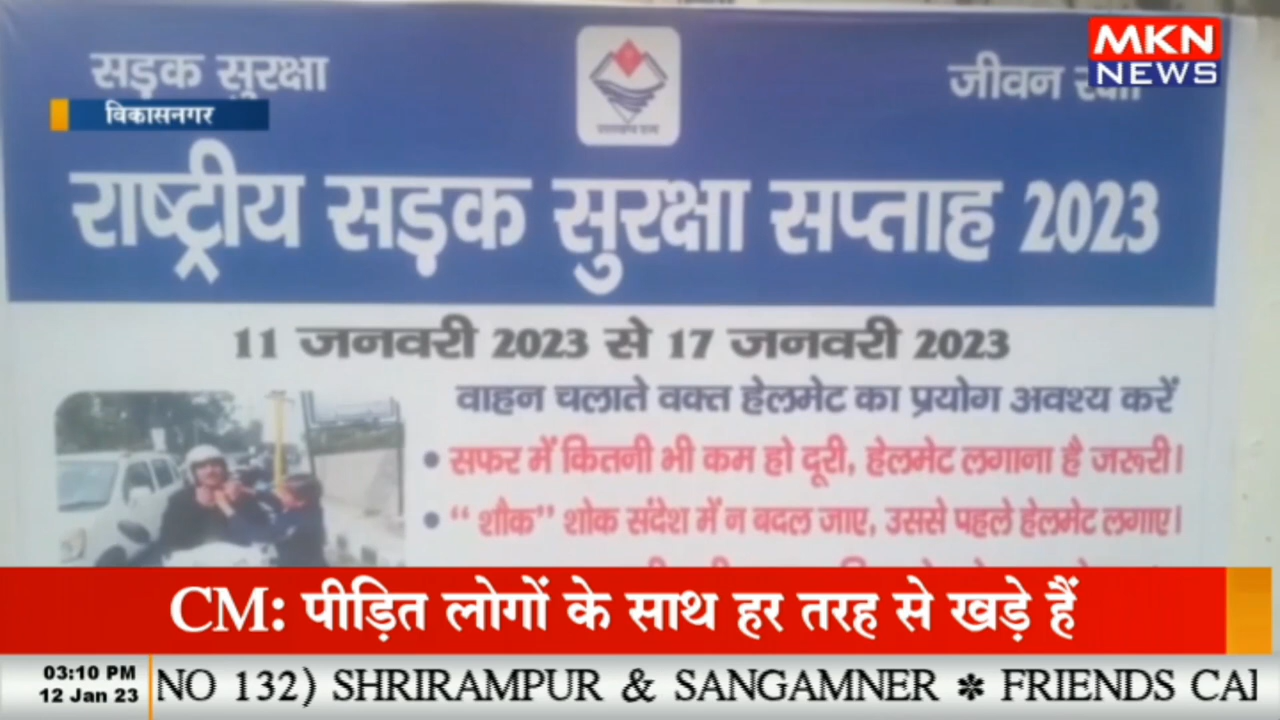 सड़क सुरक्षा
जीवन
MKN
NEWS
विकासनगर
राष्ट्रीय सड़क सुरक्षा सप्ताह 2023
11 जनवरी 2023 से 17 जनवरी 2023
वाहन चलाते वक्त हेलमेट का प्रयोग अवश्य करें
• सफर में कितनी भी कम हो दूरी, हेलमेट लगाना है जरूरी।
• “ शौक” शोक संदेश में न बदल जाए, उससे पहले हेलमेट लगाए।
CM: पीड़ित लोगों के साथ हर तरह से खड़े हैं
03:10 PM
12 Jan 23
NO 132) SHRIRAMPUR & SANGAMNER * FRIENDS